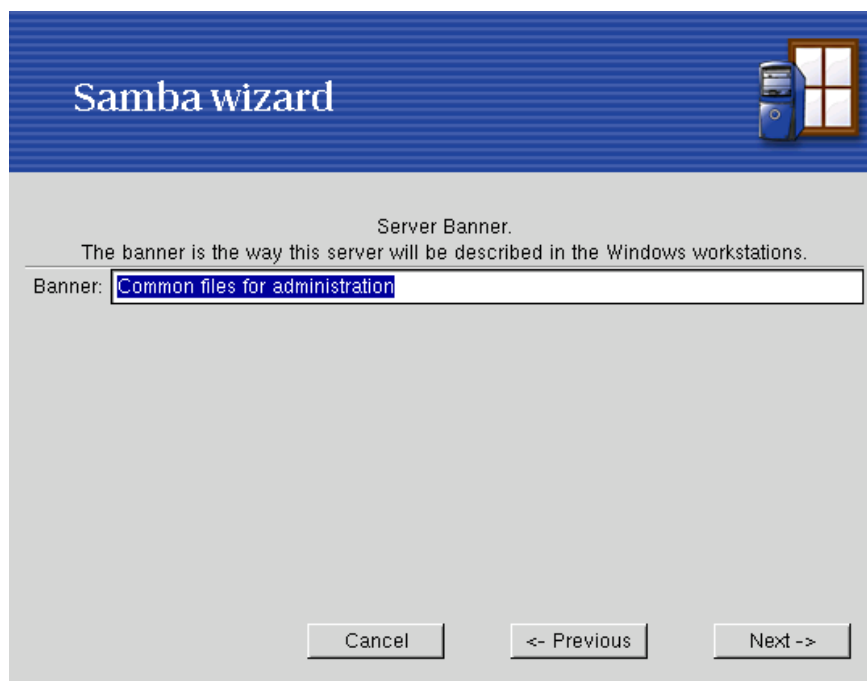 Samba wizard
Server Banner.
The banner is the way this server will be described in the Windows workstations.
Banner: Common files for administration
Cancel <- Previous Next ->